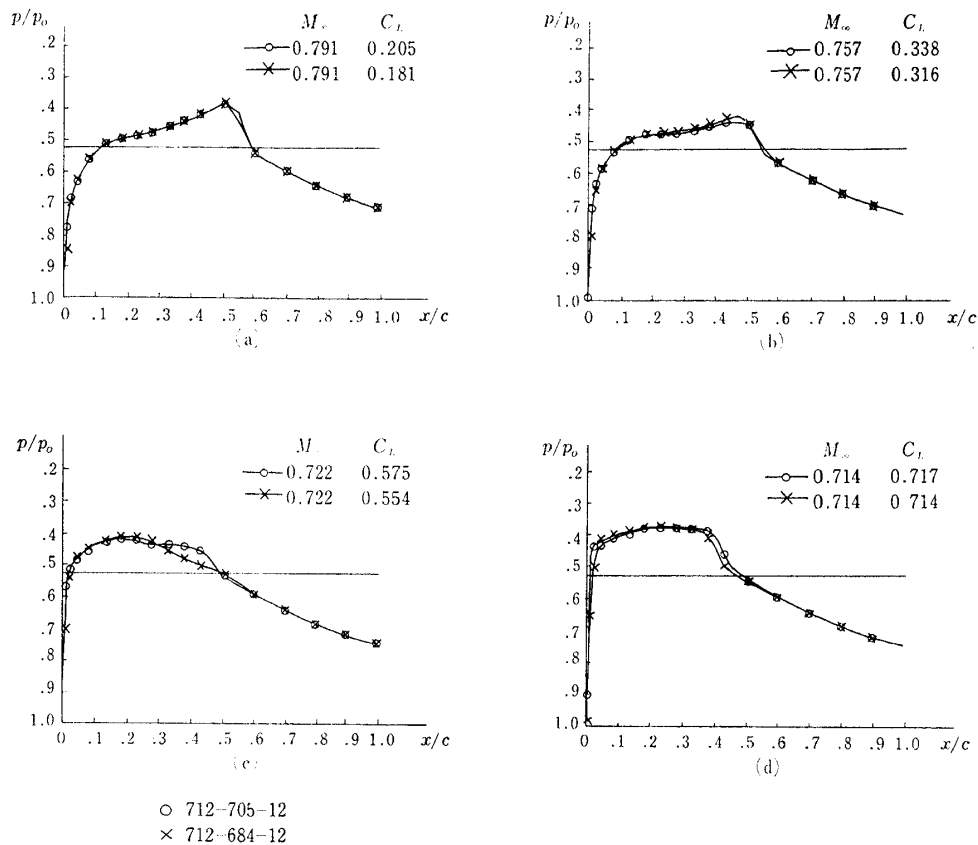 p/p₀
M∞ C_L
0.791 0.205
0.791 0.181
.2
.3
.4
.5
.6
.7
.8
.9
1.0
0 .1 .2 .3 .4 .5 .6 .7 .8 .9 1.0 x/c
(a)
p/p₀
M∞ C_L
0.757 0.338
0.757 0.316
.2
.3
.4
.5
.6
.7
.8
.9
1.0
0 .1 .2 .3 .4 .5 .6 .7 .8 .9 1.0 x/c
(b)
p/p₀
M C_L
0.722 0.575
0.722 0.554
.2
.3
.4
.5
.6
.7
.8
.9
1.0
0 .1 .2 .3 .4 .5 .6 .7 .8 .9 1.0 x/c
(c)
p/p₀
M∞ C_L
0.714 0.717
0.714 0 714
.2
.3
.4
.5
.6
.7
.8
.9
1.0
0 .1 .2 .3 .4 .5 .6 .7 .8 .9 1.0 x/c
(d)
○ 712-705-12
× 712-684-12